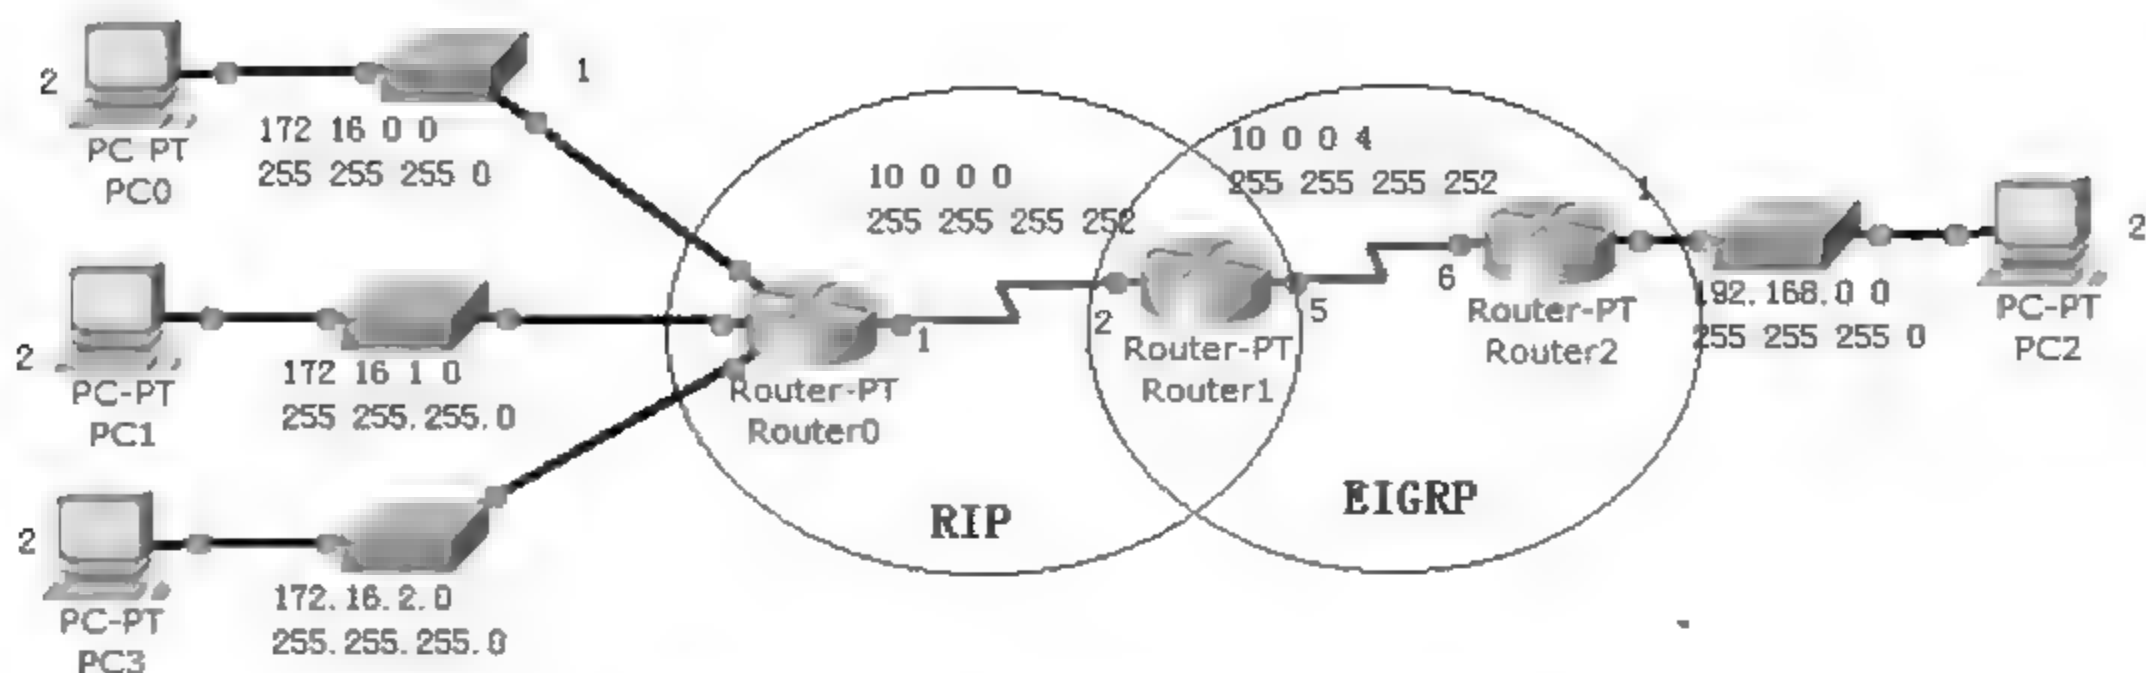 2
1
172 16 0 0
255 255 255 0
PC PT
PC0
10 0 0 0
255 255 255 252
10 0 0 4
255 255 255 252
1
2
2
172 16 1 0
255 255.255.0
PC-PT
PC1
1
Router-PT
Router0
2
Router-PT
Router1
5
6
Router-PT
Router2
192.168.0 0
255 255 255 0
PC-PT
PC2
RIP
EIGRP
2
172.16.2.0
255.255.255.0
PC-PT
PC3